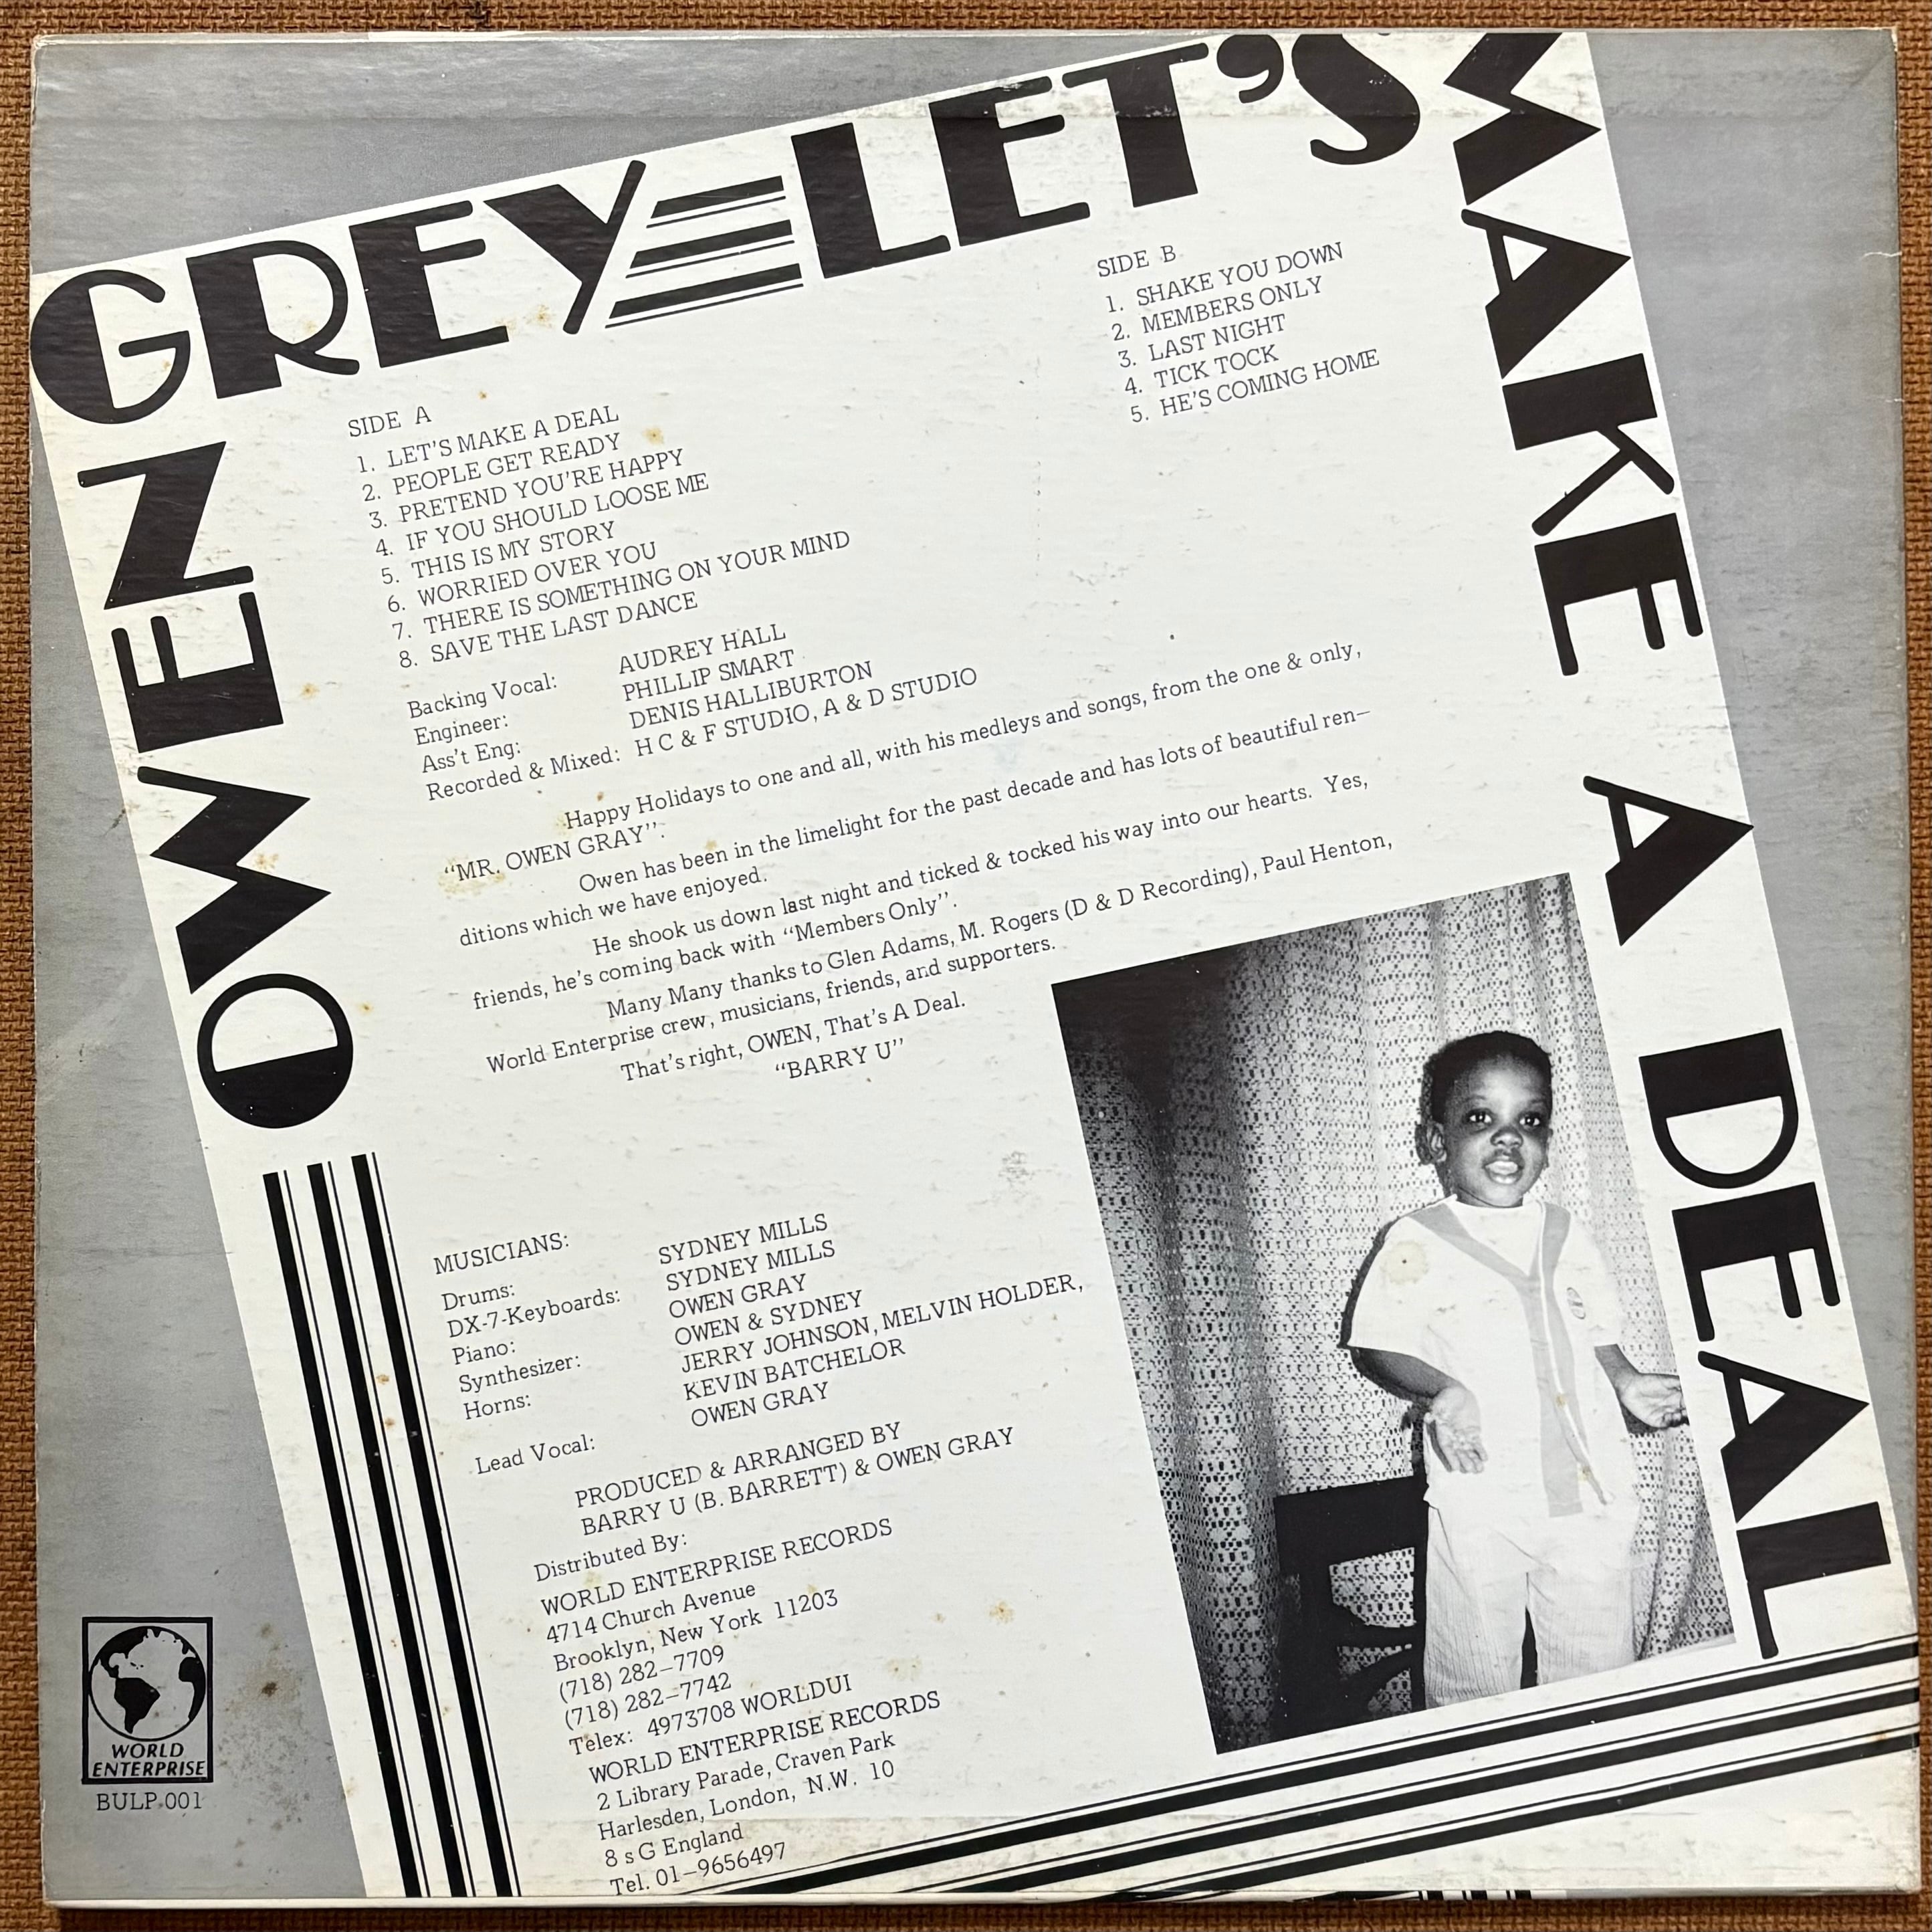 OWEN GREY LET'S MAKE A DEAL
SIDE A
1. LET'S MAKE A DEAL
2. PEOPLE GET READY
3. PRETEND YOU'RE HAPPY
4. IF YOU SHOULD LOOSE ME
5. THIS IS MY STORY
6. WORRIED OVER YOU
7. THERE IS SOMETHING ON YOUR MIND
8. SAVE THE LAST DANCE
SIDE B
1. SHAKE YOU DOWN
2. MEMBERS ONLY
3. LAST NIGHT
4. TICK TOCK
5. HE'S COMING HOME
Backing Vocal: AUDREY HALL
Engineer: PHILLIP SMART
Ass't Eng: DENIS HALLIBURTON
Recorded & Mixed: H C & F STUDIO, A & D STUDIO
Happy Holidays to one and all, with his medleys and songs, from the one & only,
"MR. OWEN GRAY".
Owen has been in the limelight for the past decade and has lots of beautiful ren-
ditions which we have enjoyed.
He shook us down last night and ticked & tocked his way into our hearts. Yes,
friends, he's coming back with "Members Only".
Many Many thanks to Glen Adams, M. Rogers (D & D Recording), Paul Henton,
World Enterprise crew, musicians, friends, and supporters.
That's right, OWEN, That's A Deal.
"BARRY U"
MUSICIANS:
Drums: SYDNEY MILLS
DX-7-Keyboards: SYDNEY MILLS
Piano: OWEN GRAY
Synthesizer: OWEN & SYDNEY
Horns: JERRY JOHNSON, MELVIN HOLDER,
KEVIN BATCHELOR
Lead Vocal: OWEN GRAY
PRODUCED & ARRANGED BY
BARRY U (B. BARRETT) & OWEN GRAY
Distributed By:
WORLD ENTERPRISE RECORDS
4714 Church Avenue
Brooklyn, New York 11203
(718) 282-7709
(718) 282-7742
Telex: 4973708 WORLDUI
WORLD ENTERPRISE RECORDS
2 Library Parade, Craven Park
Harlesden, London, N.W. 10
8 s G England
Tel. 01-9656497
WORLD
ENTERPRISE
BULP 001